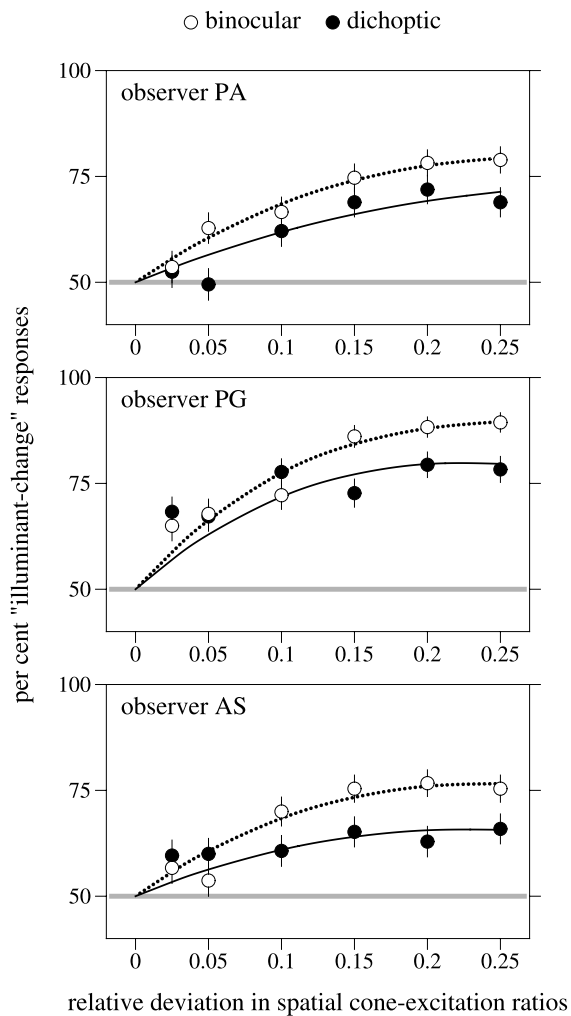 binocular dichoptic
100
observer PA
75
50
0 0.05 0.1 0.15 0.2 0.25
100
observer PG
75
50
0 0.05 0.1 0.15 0.2 0.25
100
observer AS
75
50
0 0.05 0.1 0.15 0.2 0.25
per cent "illuminant-change" responses
relative deviation in spatial cone-excitation ratios